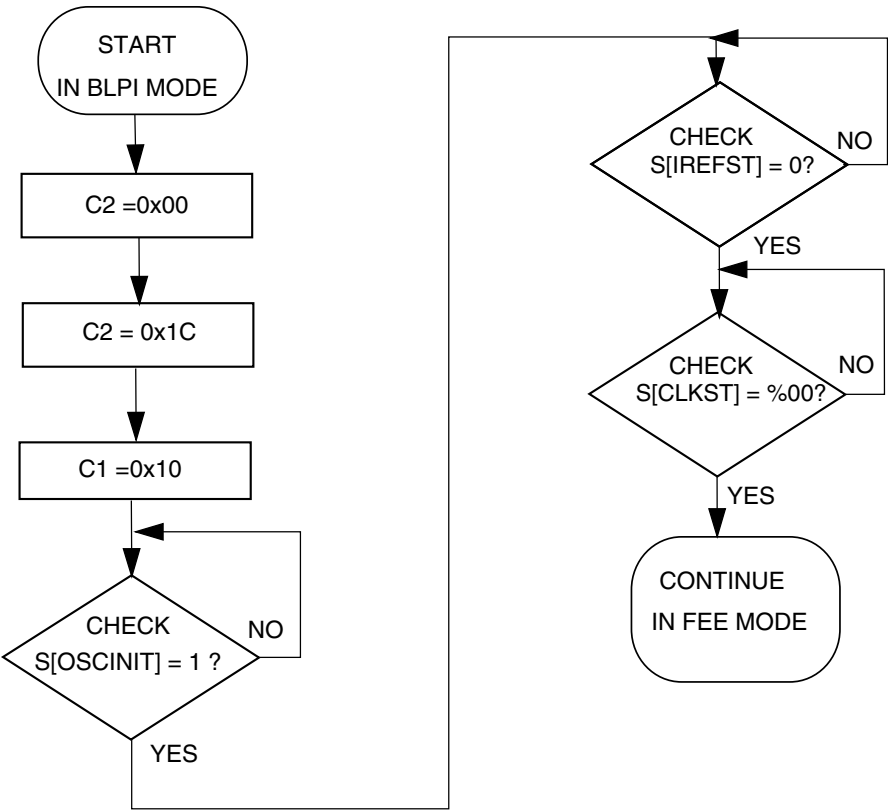 START
IN BLPI MODE
C2 =0x00
C2 = 0x1C
C1 =0x10
CHECK
S[OSCINIT] = 1 ?
NO
YES
CHECK
S[IREFST] = 0?
NO
YES
CHECK
S[CLKST] = %00?
NO
YES
CONTINUE
IN FEE MODE